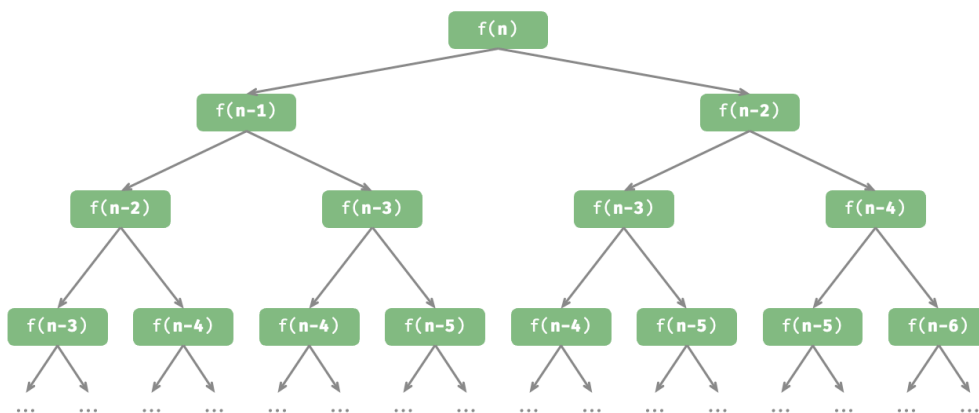 f(n)
f(n-1) f(n-2)
f(n-2) f(n-3) f(n-3) f(n-4)
f(n-3) f(n-4) f(n-4) f(n-5) f(n-4) f(n-5) f(n-5) f(n-6)
... ... ... ... ... ... ... ... ... ... ... ... ... ... ... ...